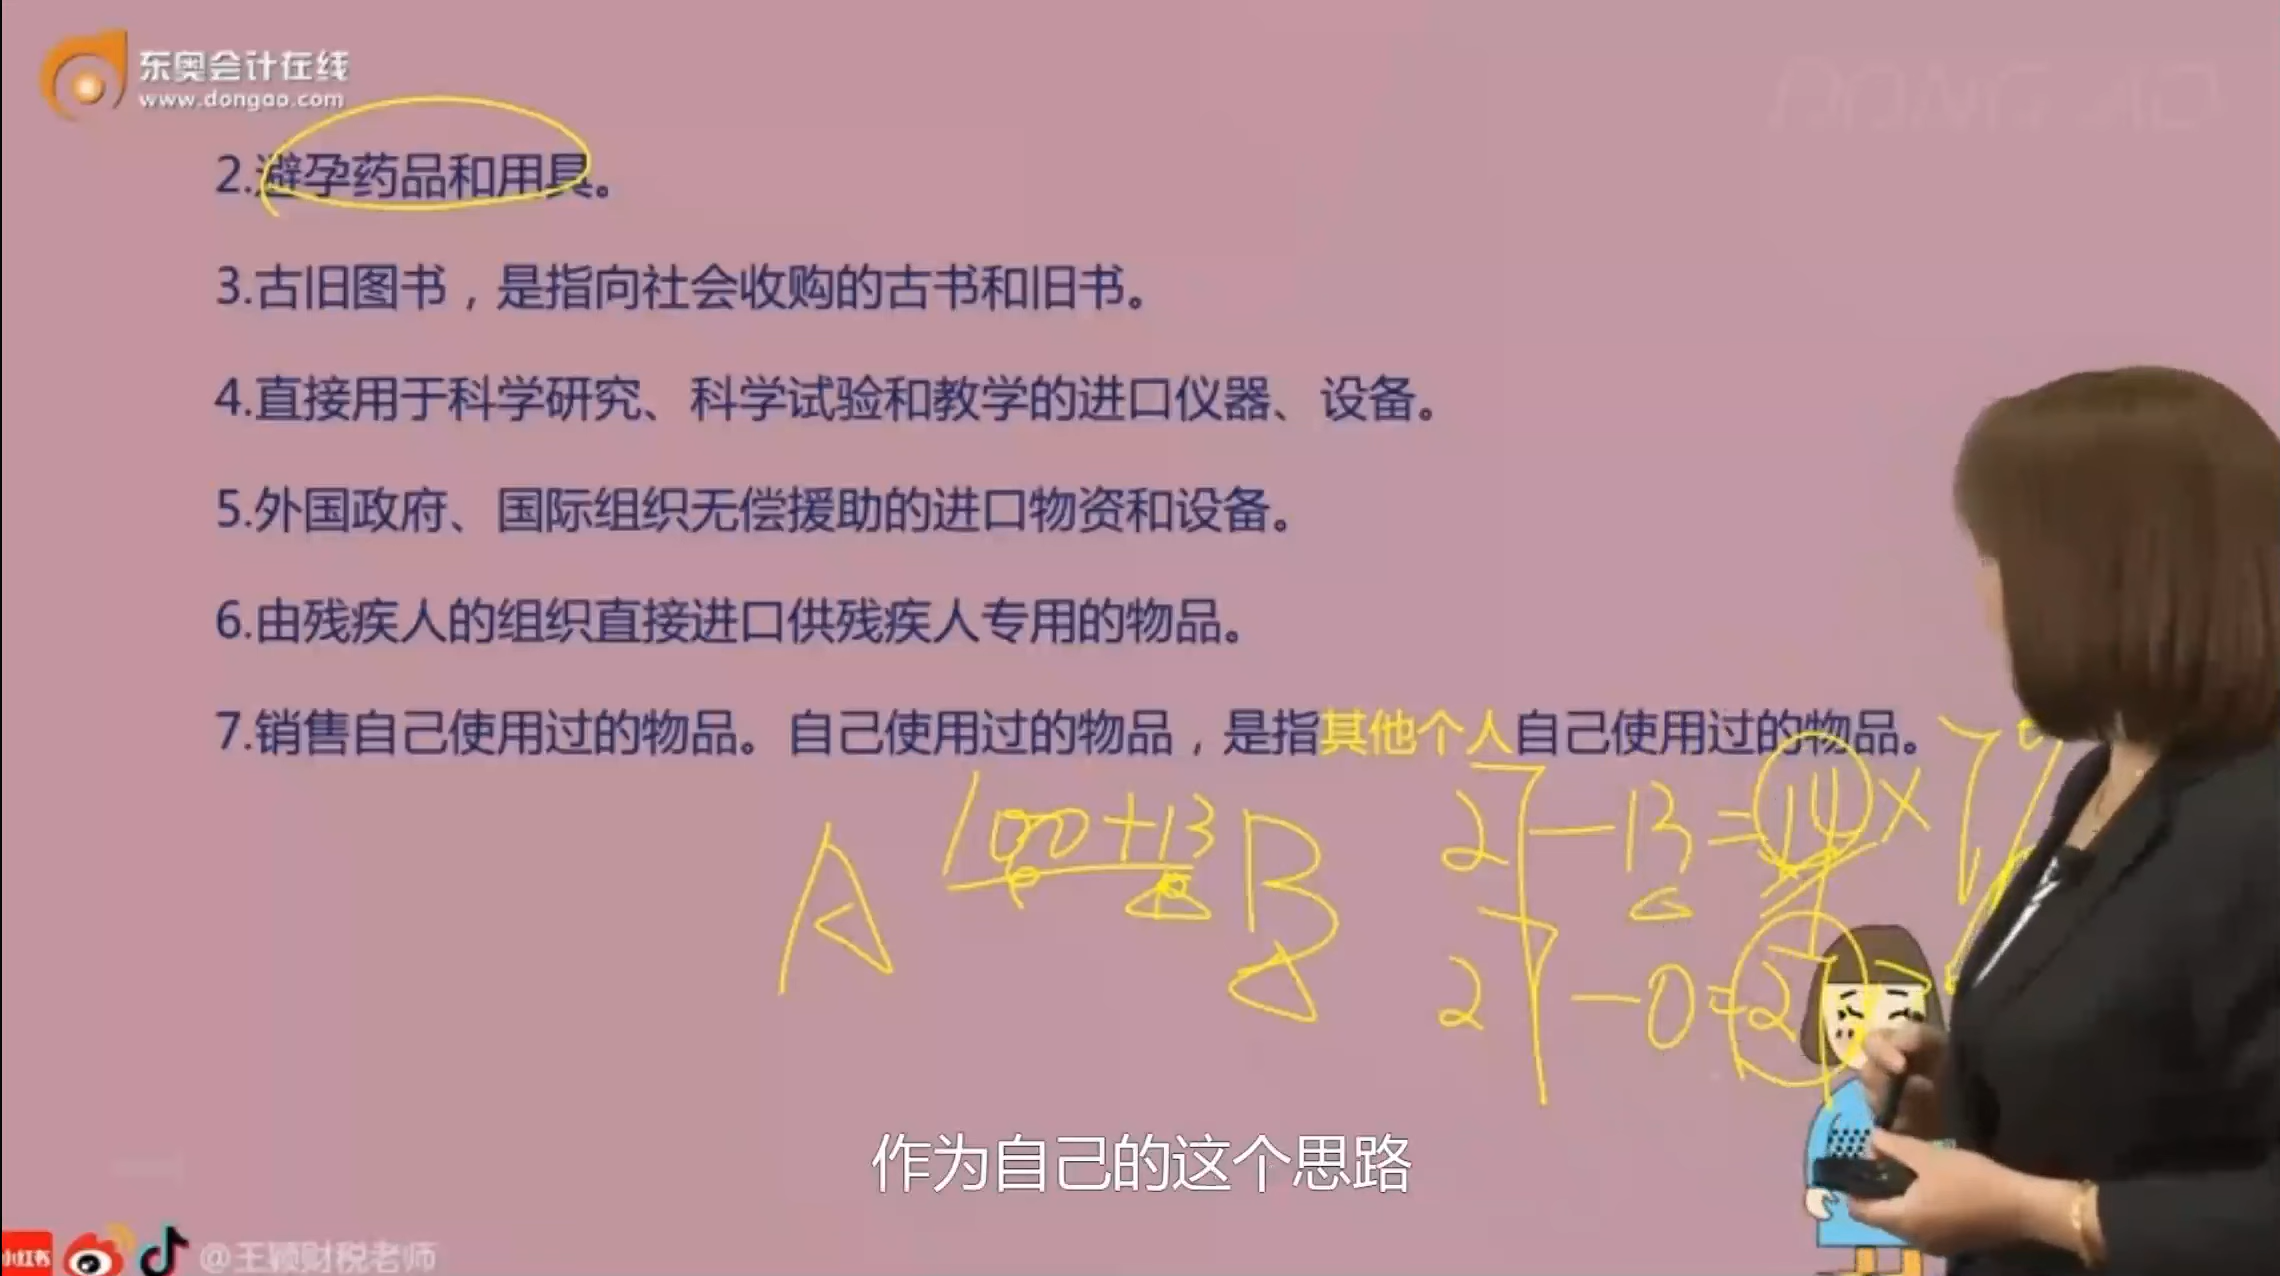 东奥会计在线
www.dongao.com
DONG AO
2.避孕药品和用具。
3.古旧图书，是指向社会收购的古书和旧书。
4.直接用于科学研究、科学试验和教学的进口仪器、设备。
5.外国政府、国际组织无偿援助的进口物资和设备。
6.由残疾人的组织直接进口供残疾人专用的物品。
7.销售自己使用过的物品。自己使用过的物品，是指其他个人自己使用过的物品。
A 100+13 B 27-13=14×
27-0=27
作为自己的这个思路
小红书 @王颖财税老师